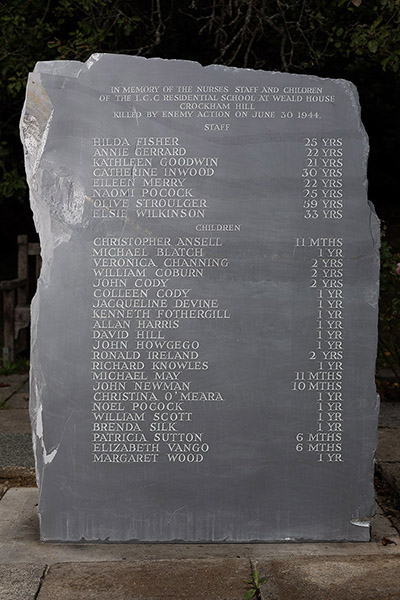 IN MEMORY OF THE NURSES STAFF AND CHILDREN
OF THE L.C.C RESIDENTIAL SCHOOL AT WEALD HOUSE
CROCKHAM HILL
KILLED BY ENEMY ACTION ON JUNE 30 1944.
STAFF
HILDA FISHER 25 YRS
ANNIE GERRARD 22 YRS
KATHLEEN GOODWIN 21 YRS
CATHERINE INWOOD 30 YRS
EILEEN MERRY 22 YRS
NAOMI POCOCK 25 YRS
OLIVE STROULGER 59 YRS
ELSIE WILKINSON 33 YRS
CHILDREN
CHRISTOPHER ANSELL 11 MTHS
MICHAEL BLATCH 1 YR
VERONICA CHANNING 2 YRS
WILLIAM COBURN 2 YRS
JOHN CODY 2 YRS
COLLEEN CODY 1 YR
JACQUELINE DEVINE 1 YR
KENNETH FOTHERGILL 1 YR
ALLAN HARRIS 1 YR
DAVID HILL 1 YR
JOHN HOWGEGO 1 YR
RONALD IRELAND 2 YRS
RICHARD KNOWLES 1 YR
MICHAEL MAY 11 MTHS
JOHN NEWMAN 10 MTHS
CHRISTINA O'MEARA 1 YR
NOEL POCOCK 1 YR
WILLIAM SCOTT 1 YR
BRENDA SILK 1 YR
PATRICIA SUTTON 6 MTHS
ELIZABETH VANGO 6 MTHS
MARGARET WOOD 1 YR